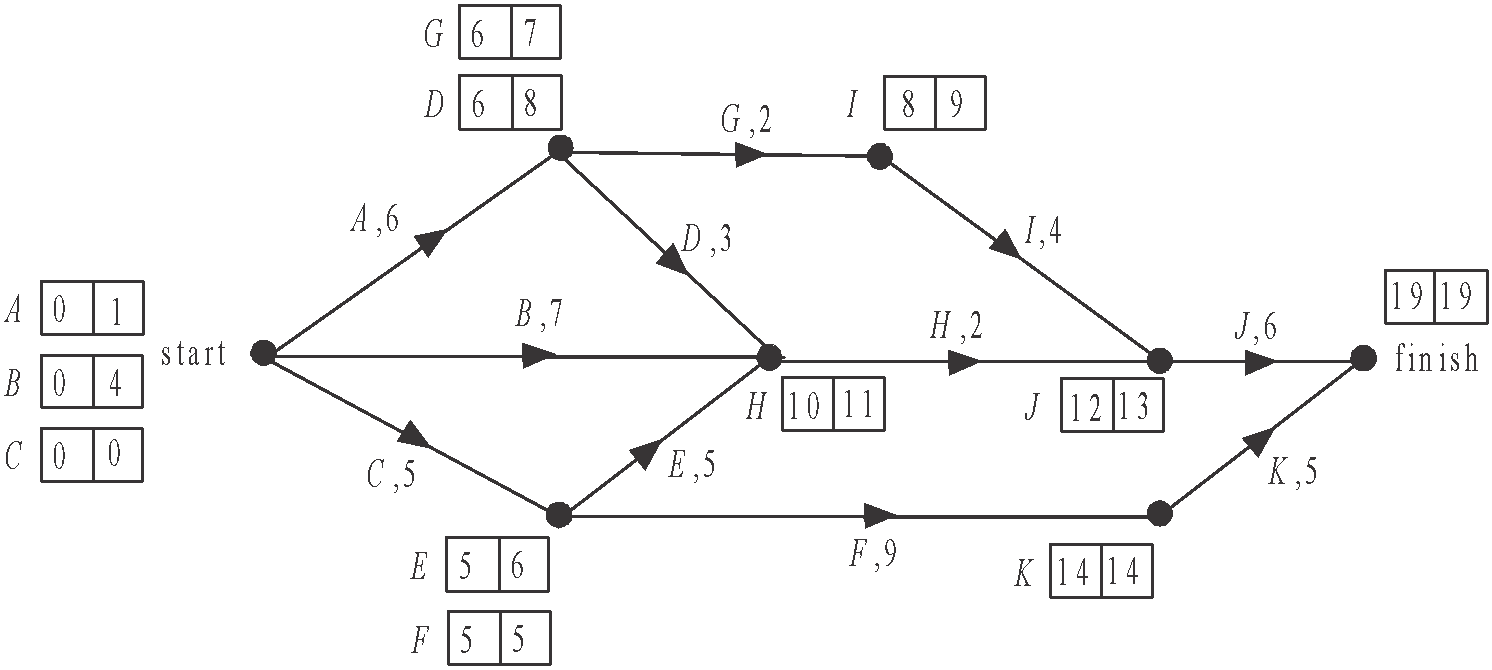 G 6 7
D 6 8
I 8 9
G,2
A,6
D,3
I,4
A 0 1
B,7
H,2
J,6
19 19
start
finish
B 0 4
H 10 11
J 12 13
C 0 0
C,5
E,5
K,5
E 5 6
F,9
K 14 14
F 5 5